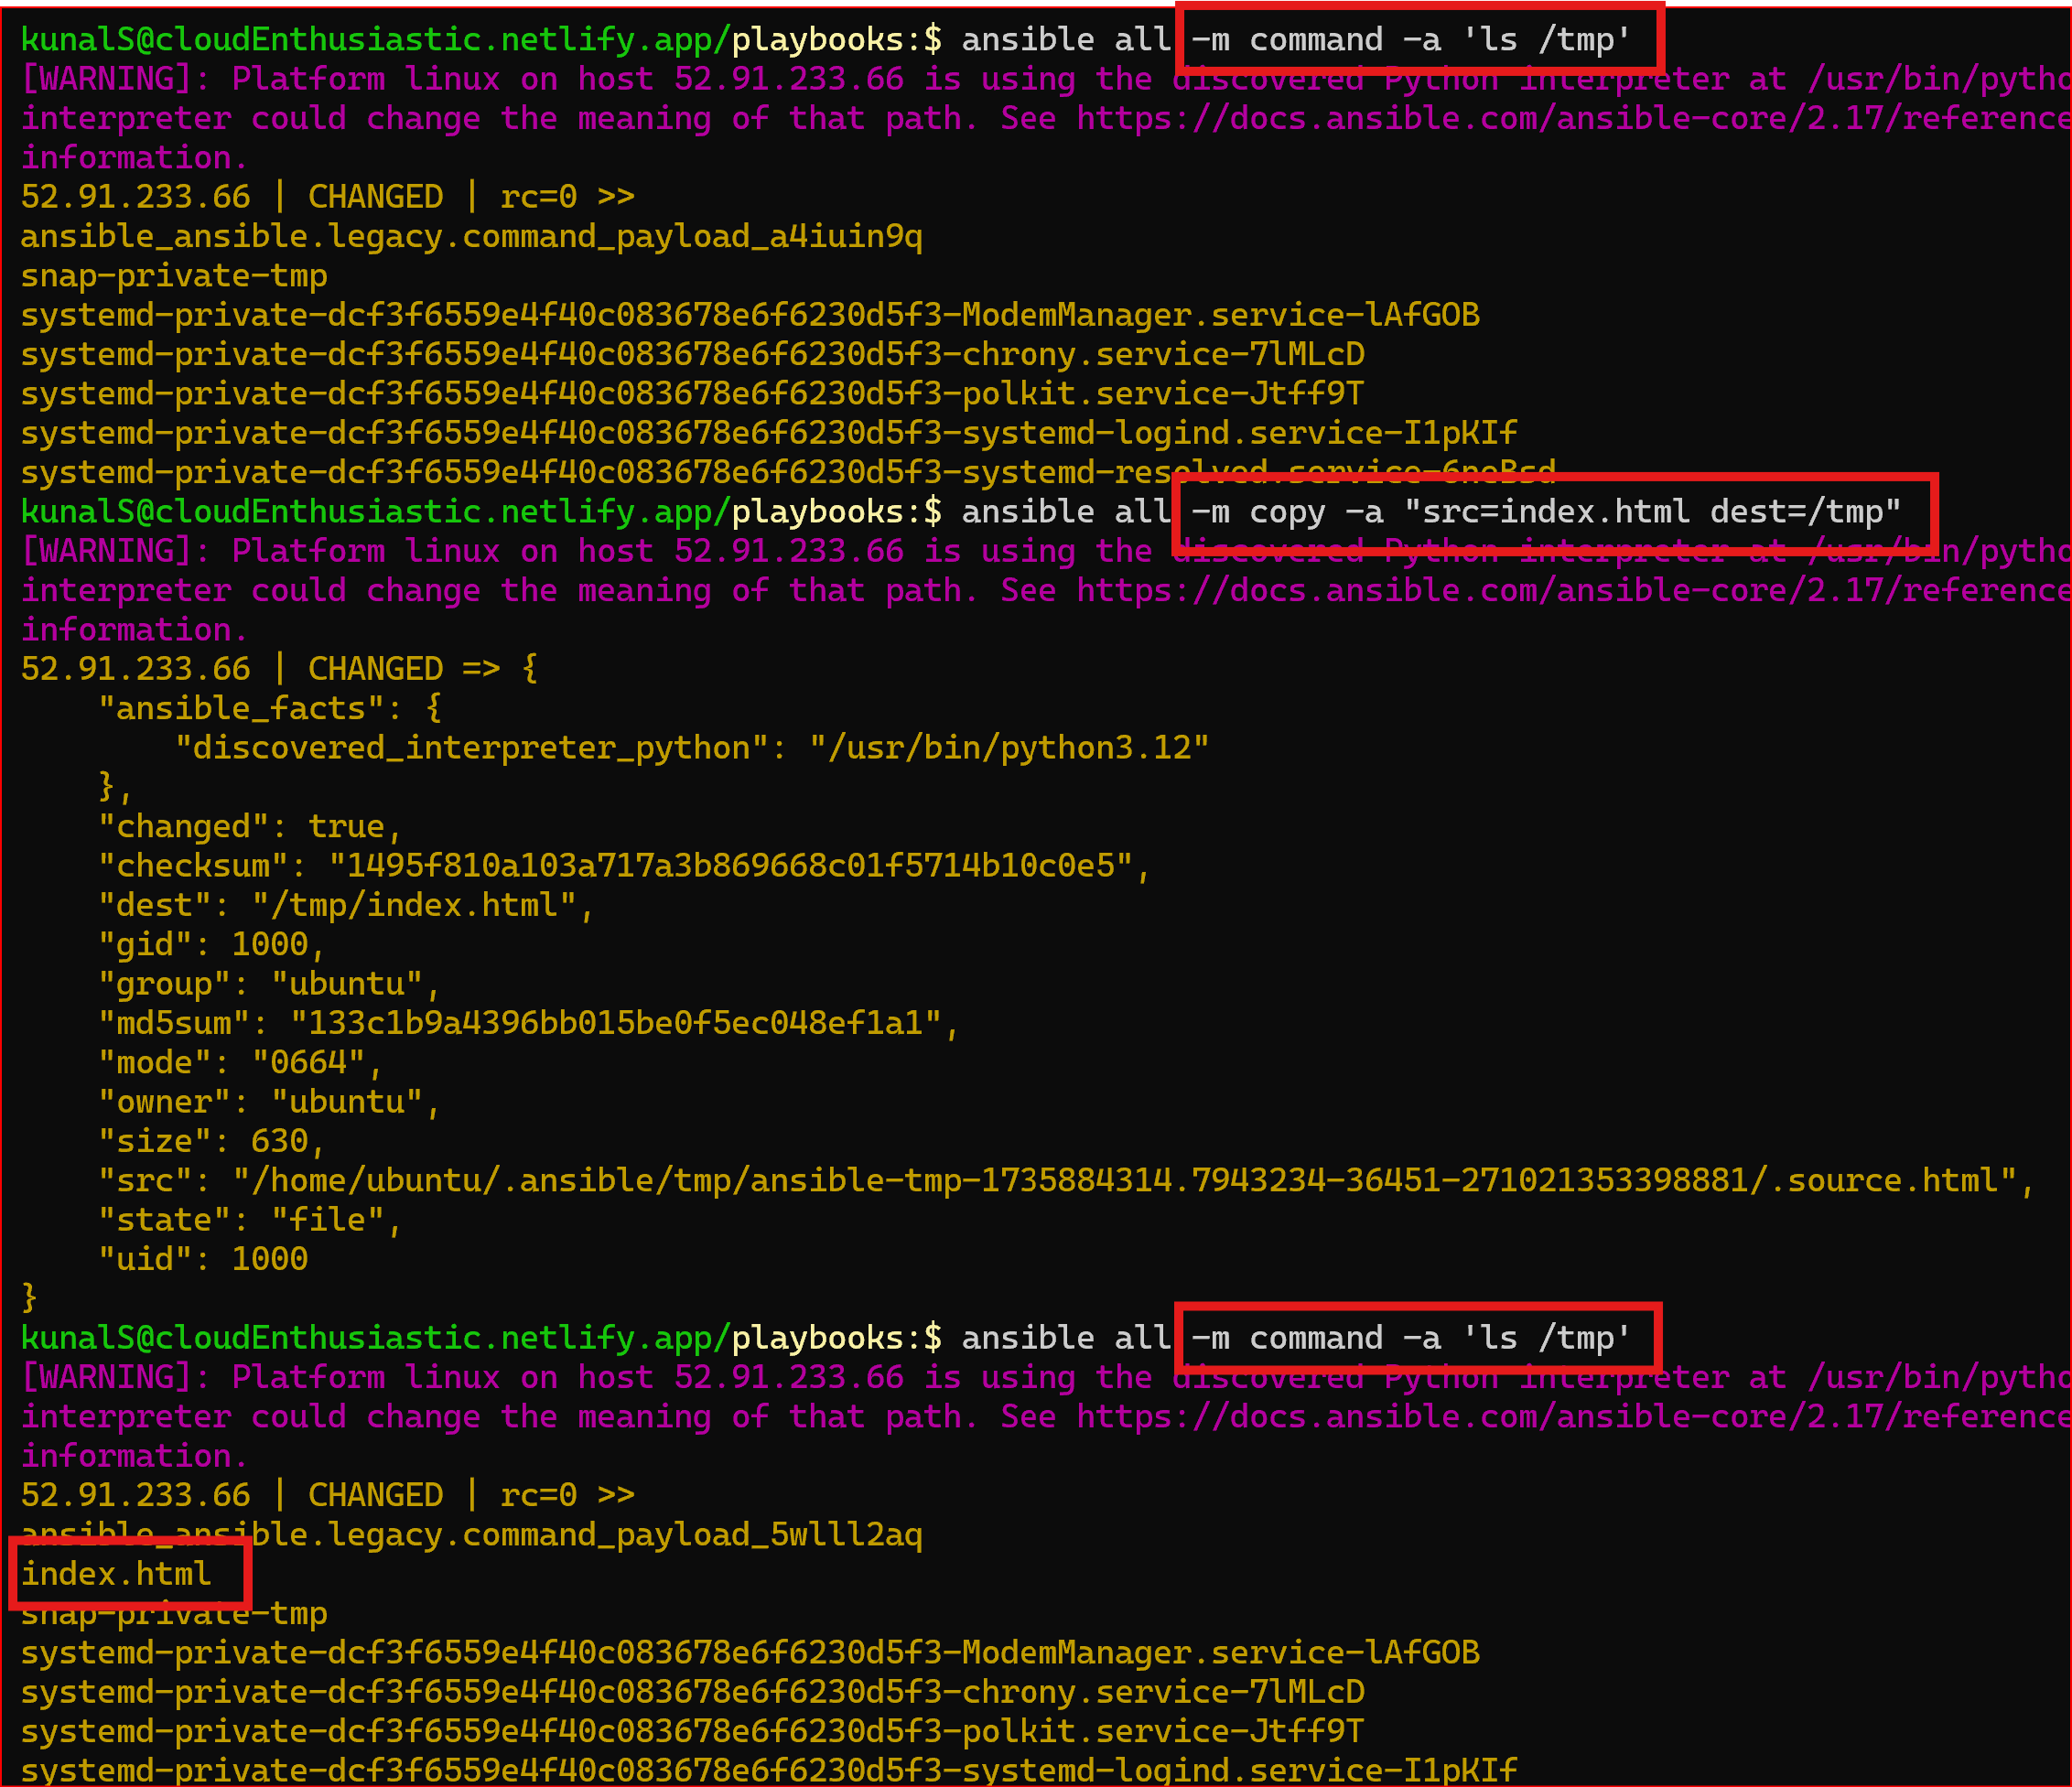 kunalS@cloudEnthusiastic.netlify.app/playbooks:$ ansible all -m command -a 'ls /tmp'
[WARNING]: Platform linux on host 52.91.233.66 is using the discovered Python interpreter at /usr/bin/pytho
interpreter could change the meaning of that path. See https://docs.ansible.com/ansible-core/2.17/reference
information.
52.91.233.66 | CHANGED | rc=0 >>
ansible_ansible.legacy.command_payload_a4iuin9q
snap-private-tmp
systemd-private-dcf3f6559e4f40c083678e6f6230d5f3-ModemManager.service-lAfGOB
systemd-private-dcf3f6559e4f40c083678e6f6230d5f3-chrony.service-7lMLcD
systemd-private-dcf3f6559e4f40c083678e6f6230d5f3-polkit.service-Jtff9T
systemd-private-dcf3f6559e4f40c083678e6f6230d5f3-systemd-logind.service-I1pKIf
systemd-private-dcf3f6559e4f40c083678e6f6230d5f3-systemd-resolved.service-6neBsd
kunalS@cloudEnthusiastic.netlify.app/playbooks:$ ansible all -m copy -a "src=index.html dest=/tmp"
[WARNING]: Platform linux on host 52.91.233.66 is using the discovered Python interpreter at /usr/bin/pytho
interpreter could change the meaning of that path. See https://docs.ansible.com/ansible-core/2.17/reference
information.
52.91.233.66 | CHANGED => {
    "ansible_facts": {
        "discovered_interpreter_python": "/usr/bin/python3.12"
    },
    "changed": true,
    "checksum": "1495f810a103a717a3b869668c01f5714b10c0e5",
    "dest": "/tmp/index.html",
    "gid": 1000,
    "group": "ubuntu",
    "md5sum": "133c1b9a4396bb015be0f5ec048ef1a1",
    "mode": "0664",
    "owner": "ubuntu",
    "size": 630,
    "src": "/home/ubuntu/.ansible/tmp/ansible-tmp-1735884314.7943234-36451-271021353398881/.source.html",
    "state": "file",
    "uid": 1000
}
kunalS@cloudEnthusiastic.netlify.app/playbooks:$ ansible all -m command -a 'ls /tmp'
[WARNING]: Platform linux on host 52.91.233.66 is using the discovered Python interpreter at /usr/bin/pytho
interpreter could change the meaning of that path. See https://docs.ansible.com/ansible-core/2.17/reference
information.
52.91.233.66 | CHANGED | rc=0 >>
ansible_ansible.legacy.command_payload_5wlll2aq
index.html
snap-private-tmp
systemd-private-dcf3f6559e4f40c083678e6f6230d5f3-ModemManager.service-lAfGOB
systemd-private-dcf3f6559e4f40c083678e6f6230d5f3-chrony.service-7lMLcD
systemd-private-dcf3f6559e4f40c083678e6f6230d5f3-polkit.service-Jtff9T
systemd-private-dcf3f6559e4f40c083678e6f6230d5f3-systemd-logind.service-I1pKIf